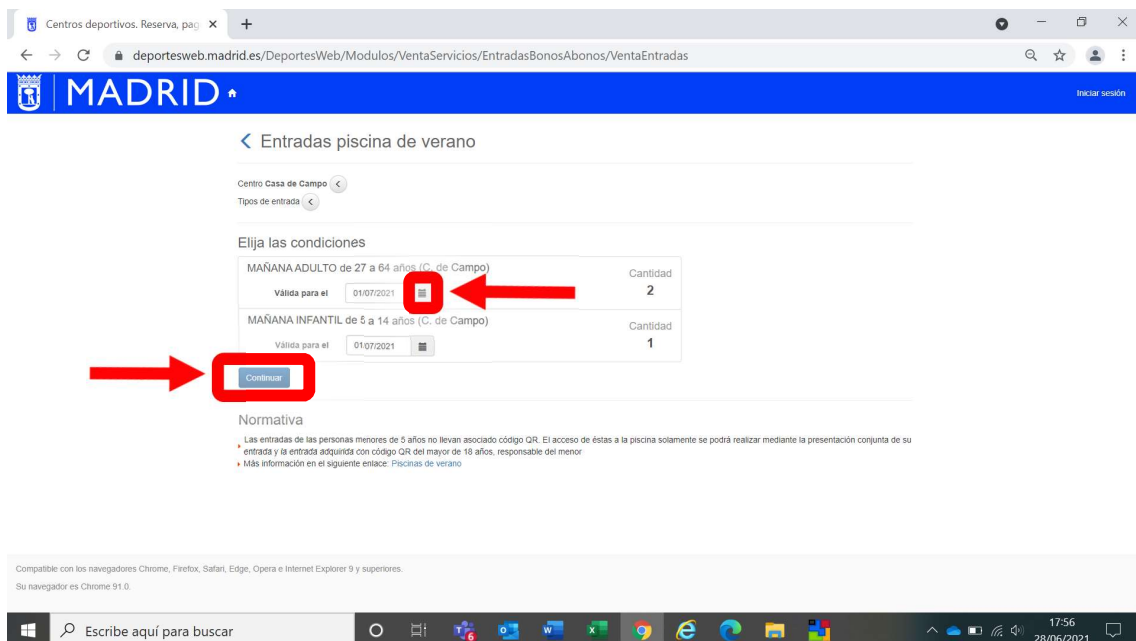 Centros deportivos. Reserva, pag
deportesweb.madrid.es/DeportesWeb/Modulos/VentaServicios/EntradasBonosAbonos/VentaEntradas
MADRID
Iniciar sesión
Entradas piscina de verano
Centro Casa de Campo
Tipos de entrada
Elija las condiciones
MAÑANA ADULTO de 27 a 64 años (C. de Campo)
Cantidad
Válida para el 01/07/2021
2
MAÑANA INFANTIL de 5 a 14 años (C. de Campo)
Cantidad
Válida para el 01/07/2021
1
Continuar
Normativa
Las entradas de las personas menores de 5 años no llevan asociado código QR. El acceso de éstas a la piscina solamente se podrá realizar mediante la presentación conjunta de su
entrada y la entrada adquirida con código QR del mayor de 18 años, responsable del menor
Más información en el siguiente enlace: Piscinas de verano
Compatible con los navegadores Chrome, Firefox, Safari, Edge, Opera e Internet Explorer 9 y superiores.
Su navegador es Chrome 91.0.
Escribe aquí para buscar
6
17:56
28/06/2021